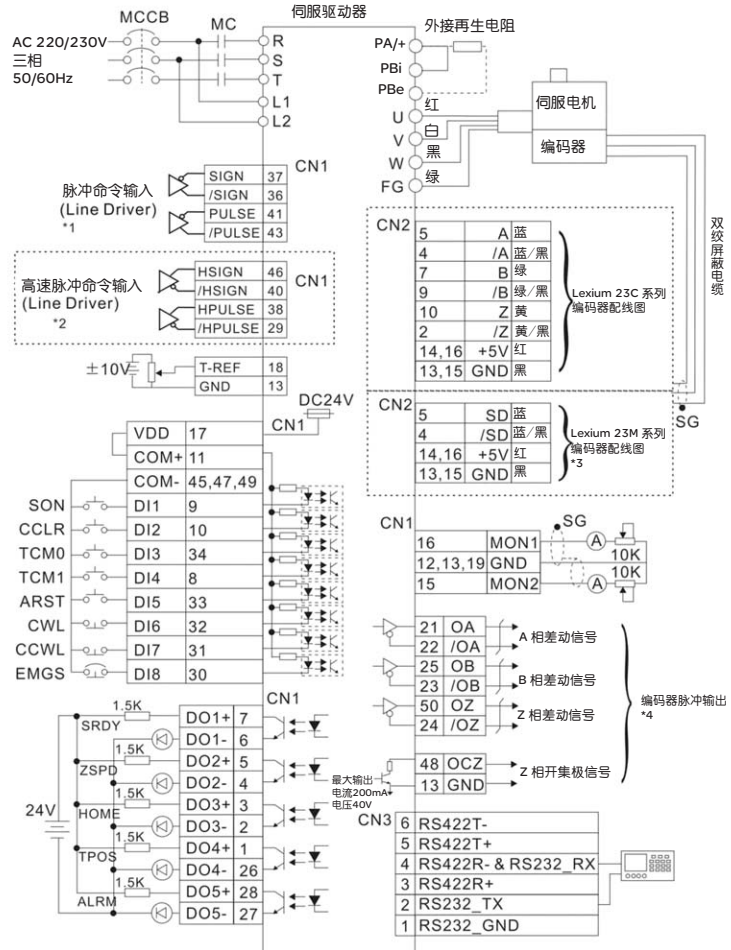 伺服驱动器
MCCB
MC
AC 220/230V
三相
50/60Hz
R
S
T
L1
L2
外接再生电阻
PA/+
PBi
PBe
U
V
W
FG
红
白
黑
绿
伺服电机
编码器
双绞屏蔽电缆
SG
脉冲命令输入
(Line Driver)
*1
CN1
SIGN 37
/SIGN 36
PULSE 41
/PULSE 43
高速脉冲命令输入
(Line Driver)
*2
CN1
HSIGN 46
/HSIGN 40
HPULSE 38
/HPULSE 29
±10V
T-REF 18
GND 13
DC24V
CN1
VDD 17
COM+ 11
COM- 45,47,49
SON DI1 9
CCLR DI2 10
TCM0 DI3 34
TCM1 DI4 8
ARST DI5 33
CWL DI6 32
CCWL DI7 31
EMGS DI8 30
CN1
24V
SRDY 1.5K DO1+ 7
DO1- 6
ZSPD 1.5K DO2+ 5
DO2- 4
HOME 1.5K DO3+ 3
DO3- 2
TPOS 1.5K DO4+ 1
DO4- 26
ALRM 1.5K DO5+ 28
DO5- 27
CN2
5 A 蓝
4 /A 蓝/黑
7 B 绿
9 /B 绿/黑
10 Z 黄
2 /Z 黄/黑
14,16 +5V 红
13,15 GND 黑
Lexium 23C 系列
编码器配线图
CN2
5 SD 蓝
4 /SD 蓝/黑
14,16 +5V 红
13,15 GND 黑
Lexium 23M 系列
编码器配线图
*3
CN1
SG
16 MON1
12,13,19 GND
15 MON2
A
10K
10K
A
21 OA
22 /OA
A 相差动信号
25 OB
23 /OB
B 相差动信号
50 OZ
24 /OZ
Z 相差动信号
48 OCZ
13 GND
Z 相开集极信号
编码器脉冲输出
*4
最大输出
电流200mA
电压40V
CN3
6 RS422T-
5 RS422T+
4 RS422R- & RS232_RX
3 RS422R+
2 RS232_TX
1 RS232_GND